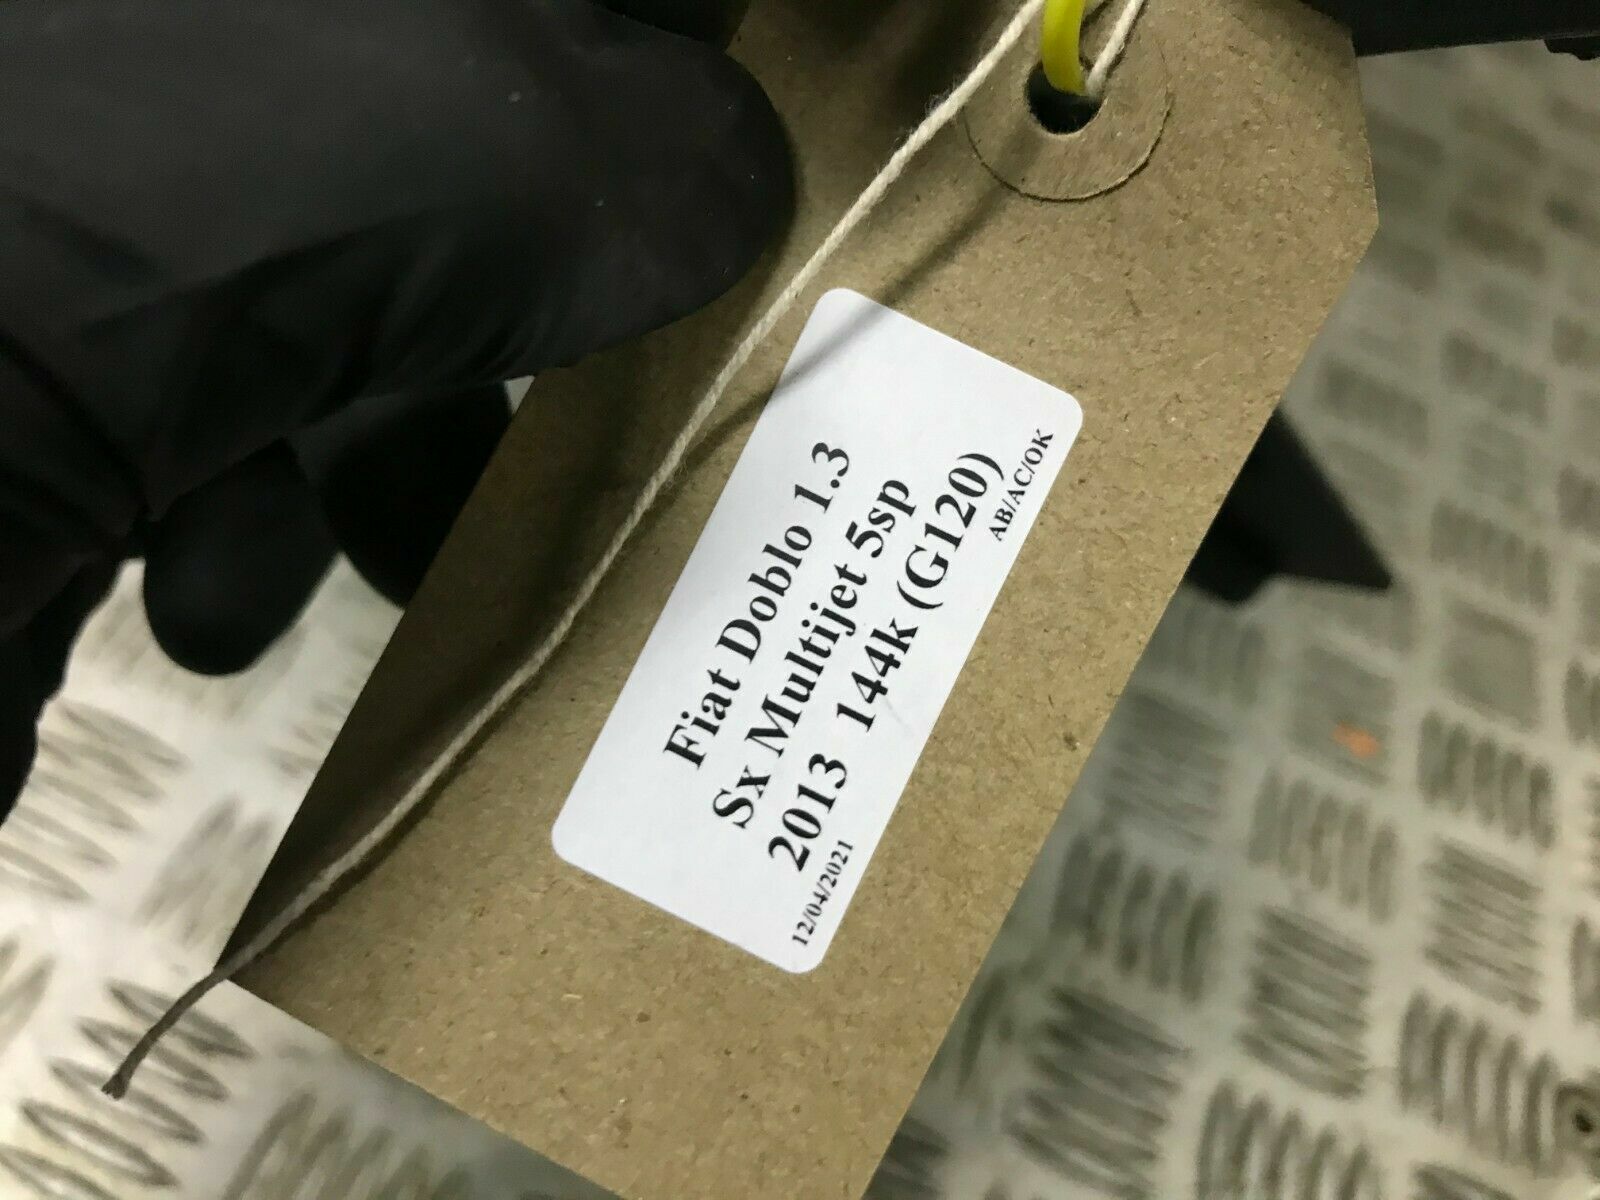 Fiat Doblo 1.3
Sx Multijet 5sp
2013 144k (G120)
12/04/2021 AB/AC/OK